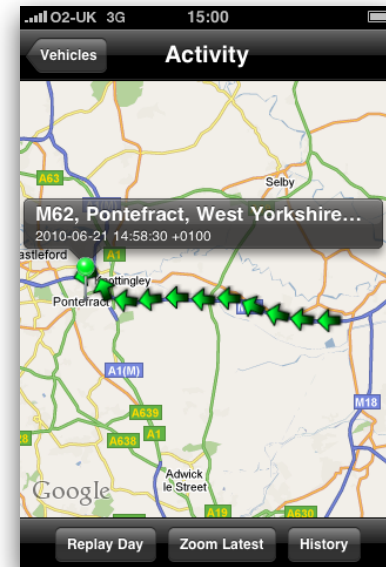 O2-UK 3G 15:00
Vehicles
Activity
A63
Selby
M62, Pontefract, West Yorkshire...
2010-06-21 14:58:30 +0100
astleford
A1
ottingley
Pontefract
A1(M)
M18
A639
A638
A1
28
Adwick
le Street
Google
A19
A630
Replay Day
Zoom Latest
History